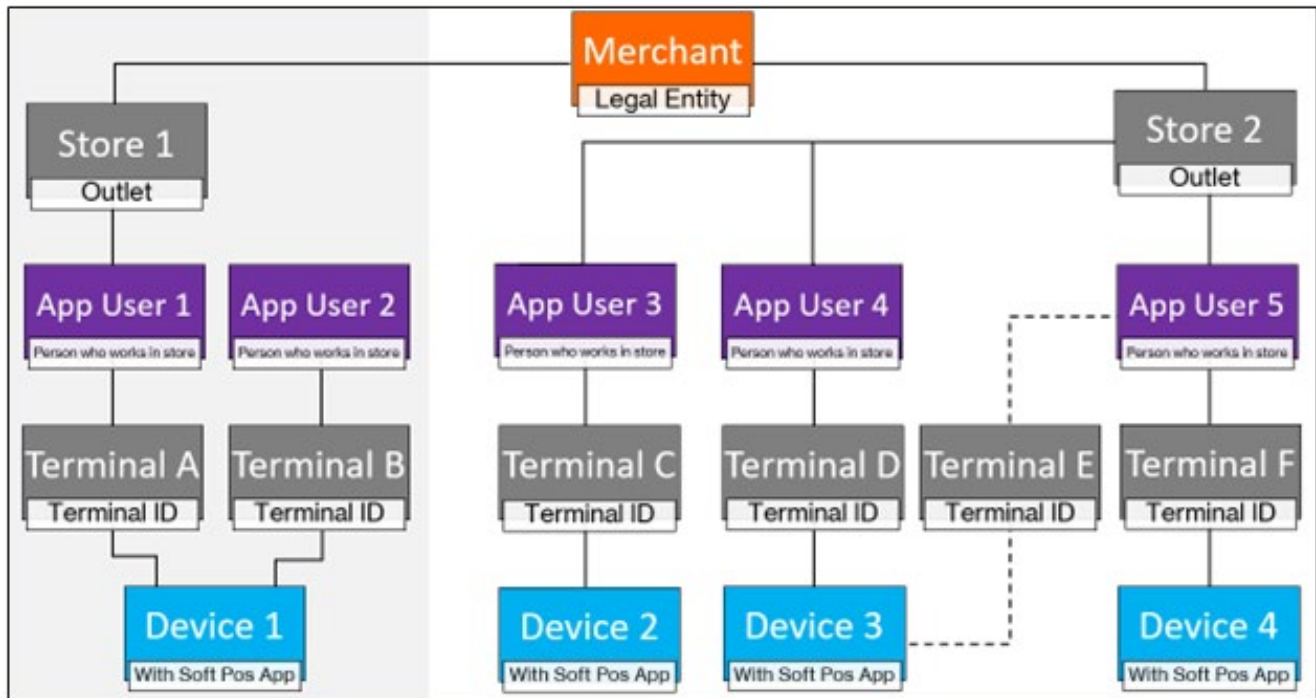 Merchant
Legal Entity
Store 1
Outlet
Store 2
Outlet
App User 1
Person who works in store
App User 2
Person who works in store
App User 3
Person who works in store
App User 4
Person who works in store
App User 5
Person who works in store
Terminal A
Terminal ID
Terminal B
Terminal ID
Terminal C
Terminal ID
Terminal D
Terminal ID
Terminal E
Terminal ID
Terminal F
Terminal ID
Device 1
With Soft Pos App
Device 2
With Soft Pos App
Device 3
With Soft Pos App
Device 4
With Soft Pos App